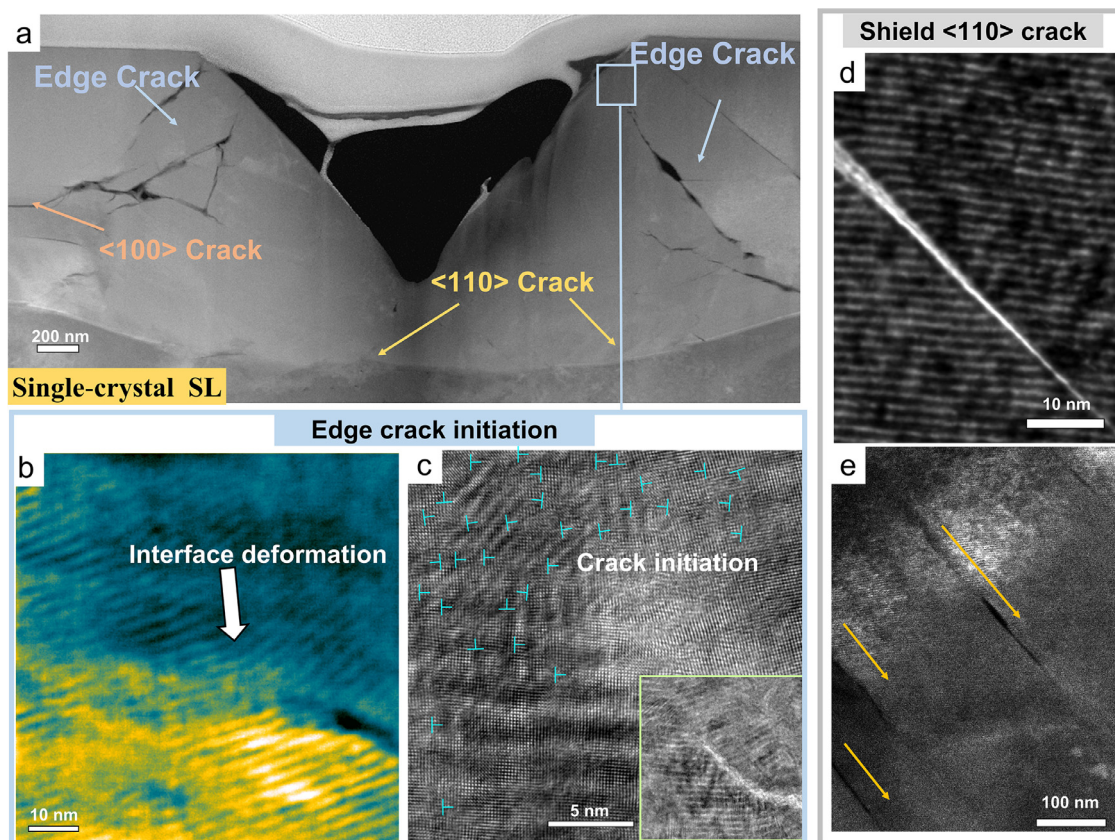 a
Edge Crack
Edge Crack
<100> Crack
<110> Crack
200 nm
Single-crystal SL
Edge crack initiation
b
Interface deformation
10 nm
c
Crack initiation
5 nm
Shield <110> crack
d
10 nm
e
100 nm